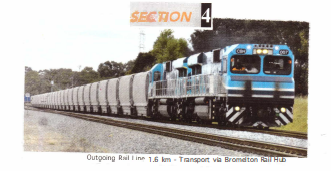 SECTION 4
Outgoing Rail Line 1.6 km - Transport via Bromelton Rail Hub